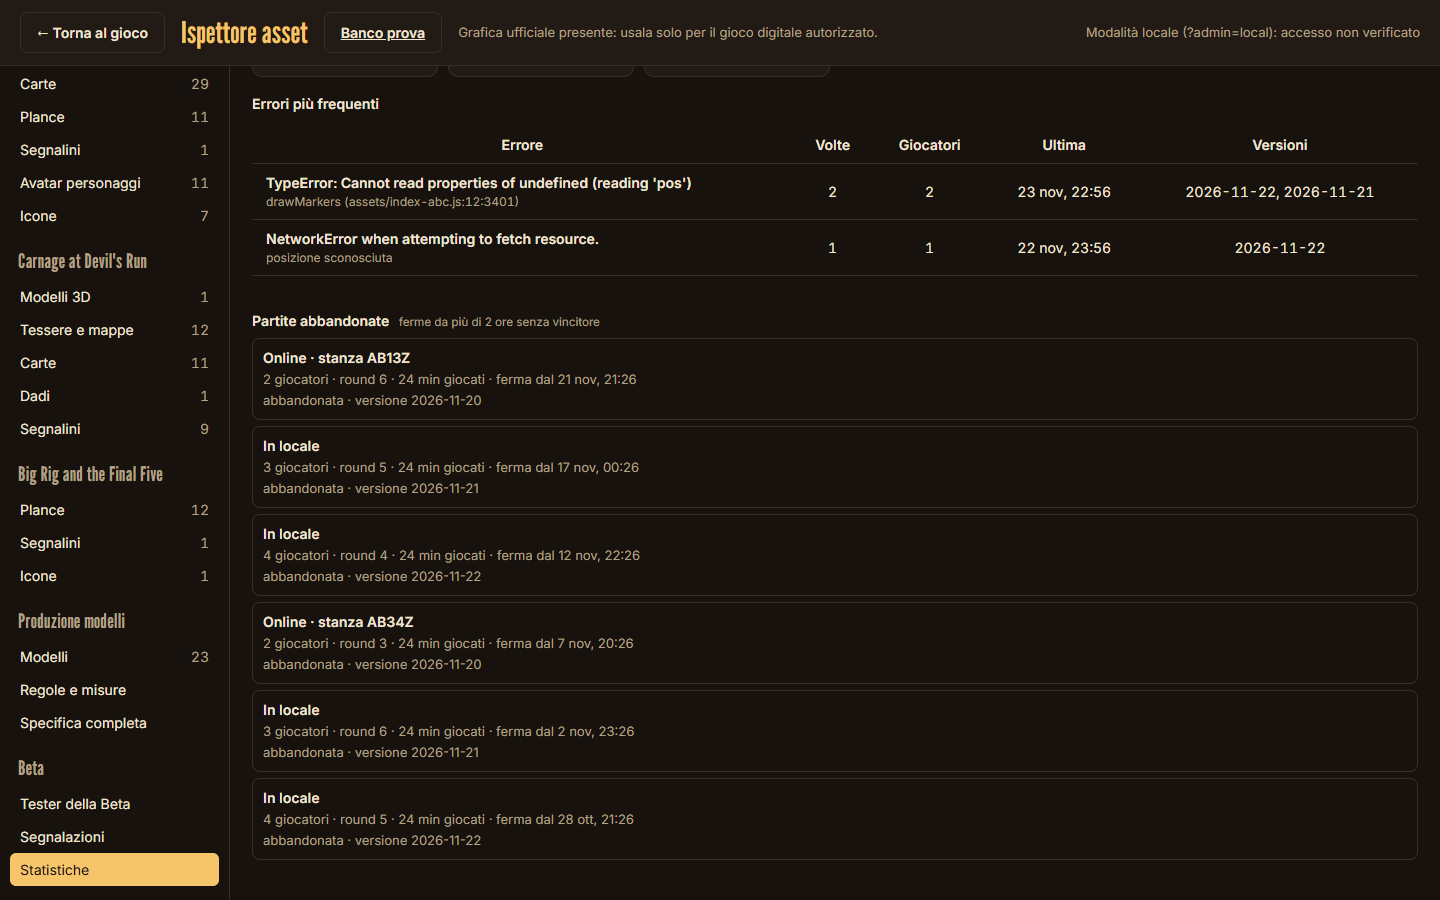 ← Torna al gioco
Ispettore asset
Banco prova
Grafica ufficiale presente: usala solo per il gioco digitale autorizzato.
Modalità locale (?admin=local): accesso non verificato
Carte 29
Plance 11
Segnalini 1
Avatar personaggi 11
Icone 7
Carnage at Devil's Run
Modelli 3D 1
Tessere e mappe 12
Carte 11
Dadi 1
Segnalini 9
Big Rig and the Final Five
Plance 12
Segnalini 1
Icone 1
Produzione modelli
Modelli 23
Regole e misure
Specifica completa
Beta
Tester della Beta
Segnalazioni
Statistiche
Errori più frequenti
Errore Volte Giocatori Ultima Versioni
TypeError: Cannot read properties of undefined (reading 'pos')
drawMarkers (assets/index-abc.js:12:3401)
2 2 23 nov, 22:56 2026-11-22, 2026-11-21
NetworkError when attempting to fetch resource.
posizione sconosciuta
1 1 22 nov, 23:56 2026-11-22
Partite abbandonate ferme da più di 2 ore senza vincitore
Online · stanza AB13Z
2 giocatori · round 6 · 24 min giocati · ferma dal 21 nov, 21:26
abbandonata · versione 2026-11-20
In locale
3 giocatori · round 5 · 24 min giocati · ferma dal 17 nov, 00:26
abbandonata · versione 2026-11-21
In locale
4 giocatori · round 4 · 24 min giocati · ferma dal 12 nov, 22:26
abbandonata · versione 2026-11-22
Online · stanza AB34Z
2 giocatori · round 3 · 24 min giocati · ferma dal 7 nov, 20:26
abbandonata · versione 2026-11-20
In locale
3 giocatori · round 6 · 24 min giocati · ferma dal 2 nov, 23:26
abbandonata · versione 2026-11-21
In locale
4 giocatori · round 5 · 24 min giocati · ferma dal 28 ott, 21:26
abbandonata · versione 2026-11-22